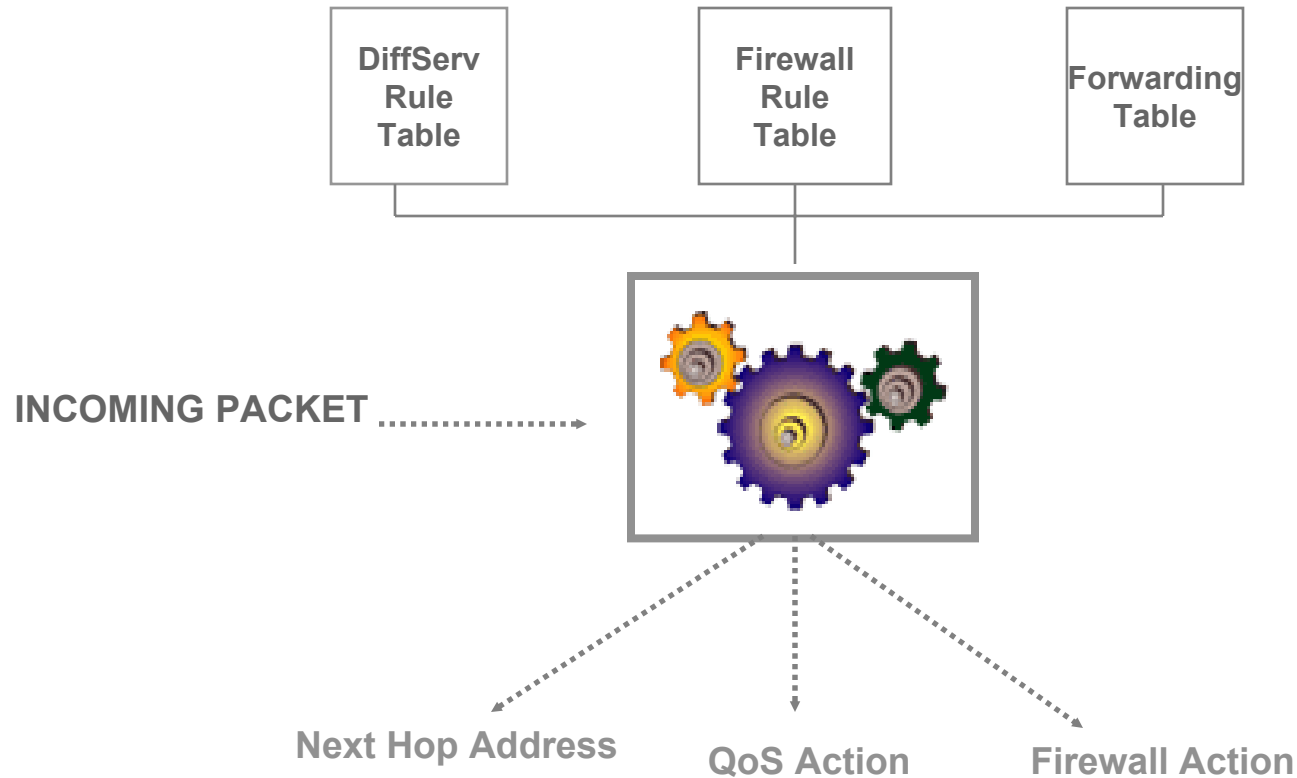 DiffServ
Rule
Table
Firewall
Rule
Table
Forwarding
Table
INCOMING PACKET
Next Hop Address
QoS Action
Firewall Action